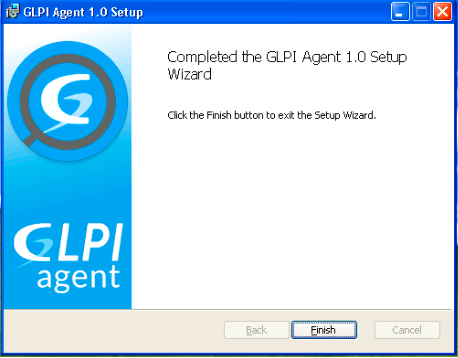 GLPI Agent 1.0 Setup
Completed the GLPI Agent 1.0 Setup
Wizard
Click the Finish button to exit the Setup Wizard.
GLPI
agent
Back Finish Cancel